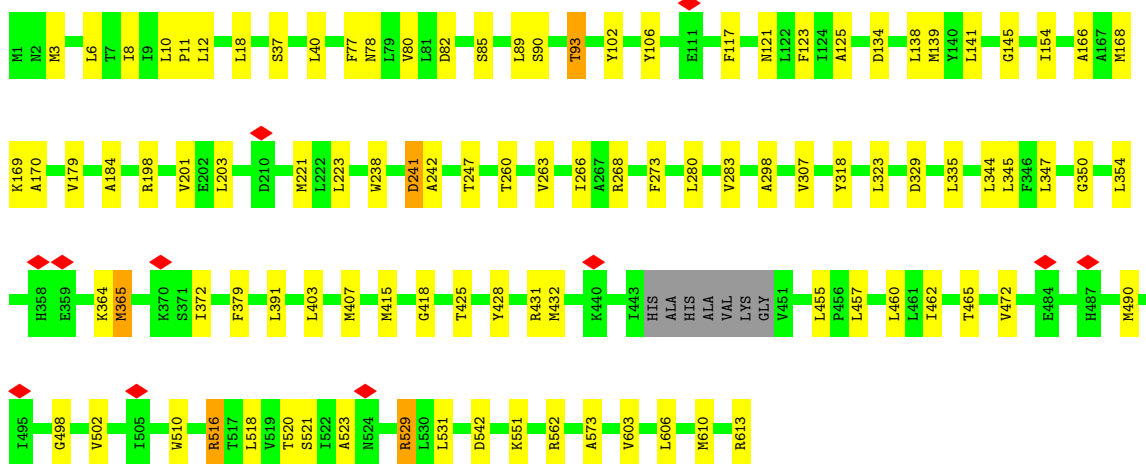 M1 N2 M3 L6 T7 I8 I9 L10 P11 L12 L18 S37 L40 F77 N78 L79 V80 L81 D82 S85 L89 S90 T93 Y102 Y106 E111 F117 N121 L122 F123 I124 A125 D134 L138 M139 Y140 L141 G145 I154 A166 A167 M168
K169 A170 V179 A184 R198 V201 E202 L203 D210 M221 L222 L223 W238 D241 A242 T247 T260 V263 I266 A267 R268 F273 L280 V283 A298 V307 Y318 L323 D329 L335 L344 L345 F346 L347 G350 L354
H358 E359 K364 M365 K370 S371 I372 F379 L391 L403 M407 M415 G418 T425 Y428 R431 M432 K440 I443 HIS ALA HIS ALA VAL LYS GLY V451 L455 P456 L457 L460 L461 I462 T465 V472 E484 H487 M490
I495 G498 V502 I505 W510 R516 T517 L518 V519 T520 S521 I522 A523 N524 R529 L530 L531 D542 K551 R562 A573 V603 L606 M610 R613